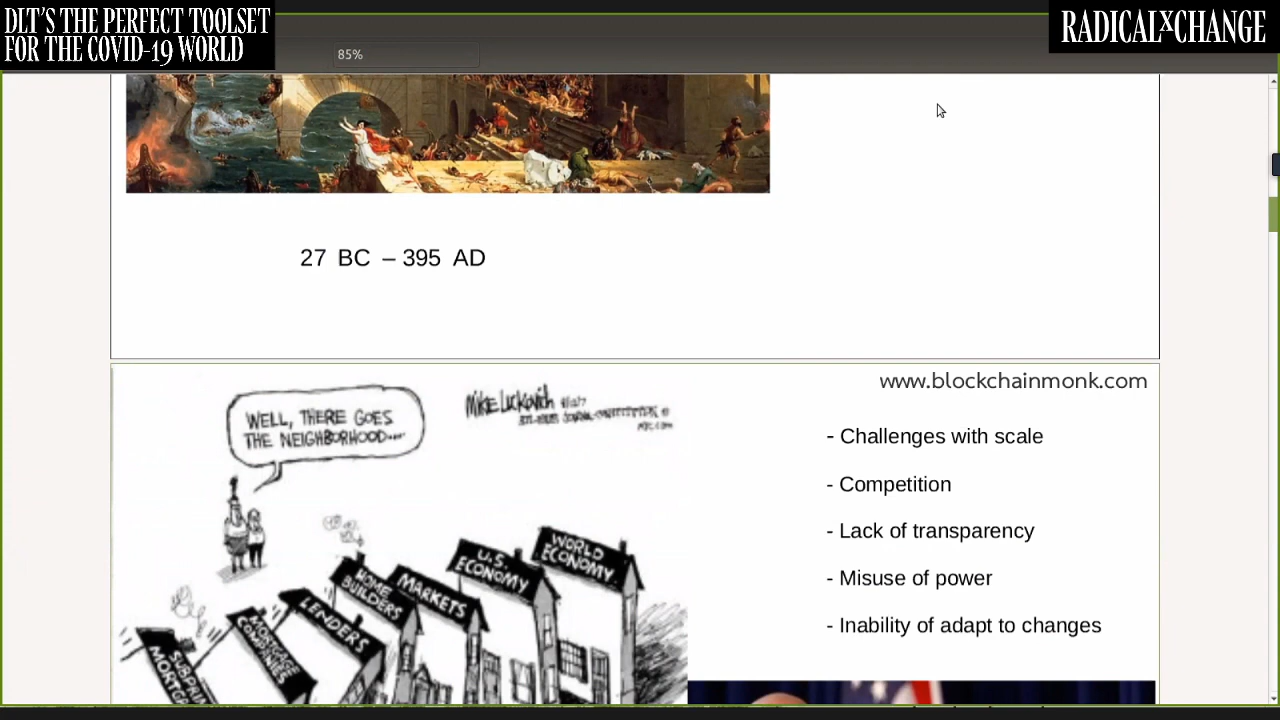 DLT'S THE PERFECT TOOLSET
FOR THE COVID-19 WORLD
RADICALXCHANGE
85%
27 BC – 395 AD
www.blockchainmonk.com
WELL, THERE GOES
THE NEIGHBORHOOD....
Mike Luckovich
- Challenges with scale
- Competition
- Lack of transparency
- Misuse of power
- Inability of adapt to changes
WORLD
ECONOMY
U.S.
ECONOMY
MARKETS
HOME
BUILDERS
LENDERS
MORTGAGE
COMPANIES